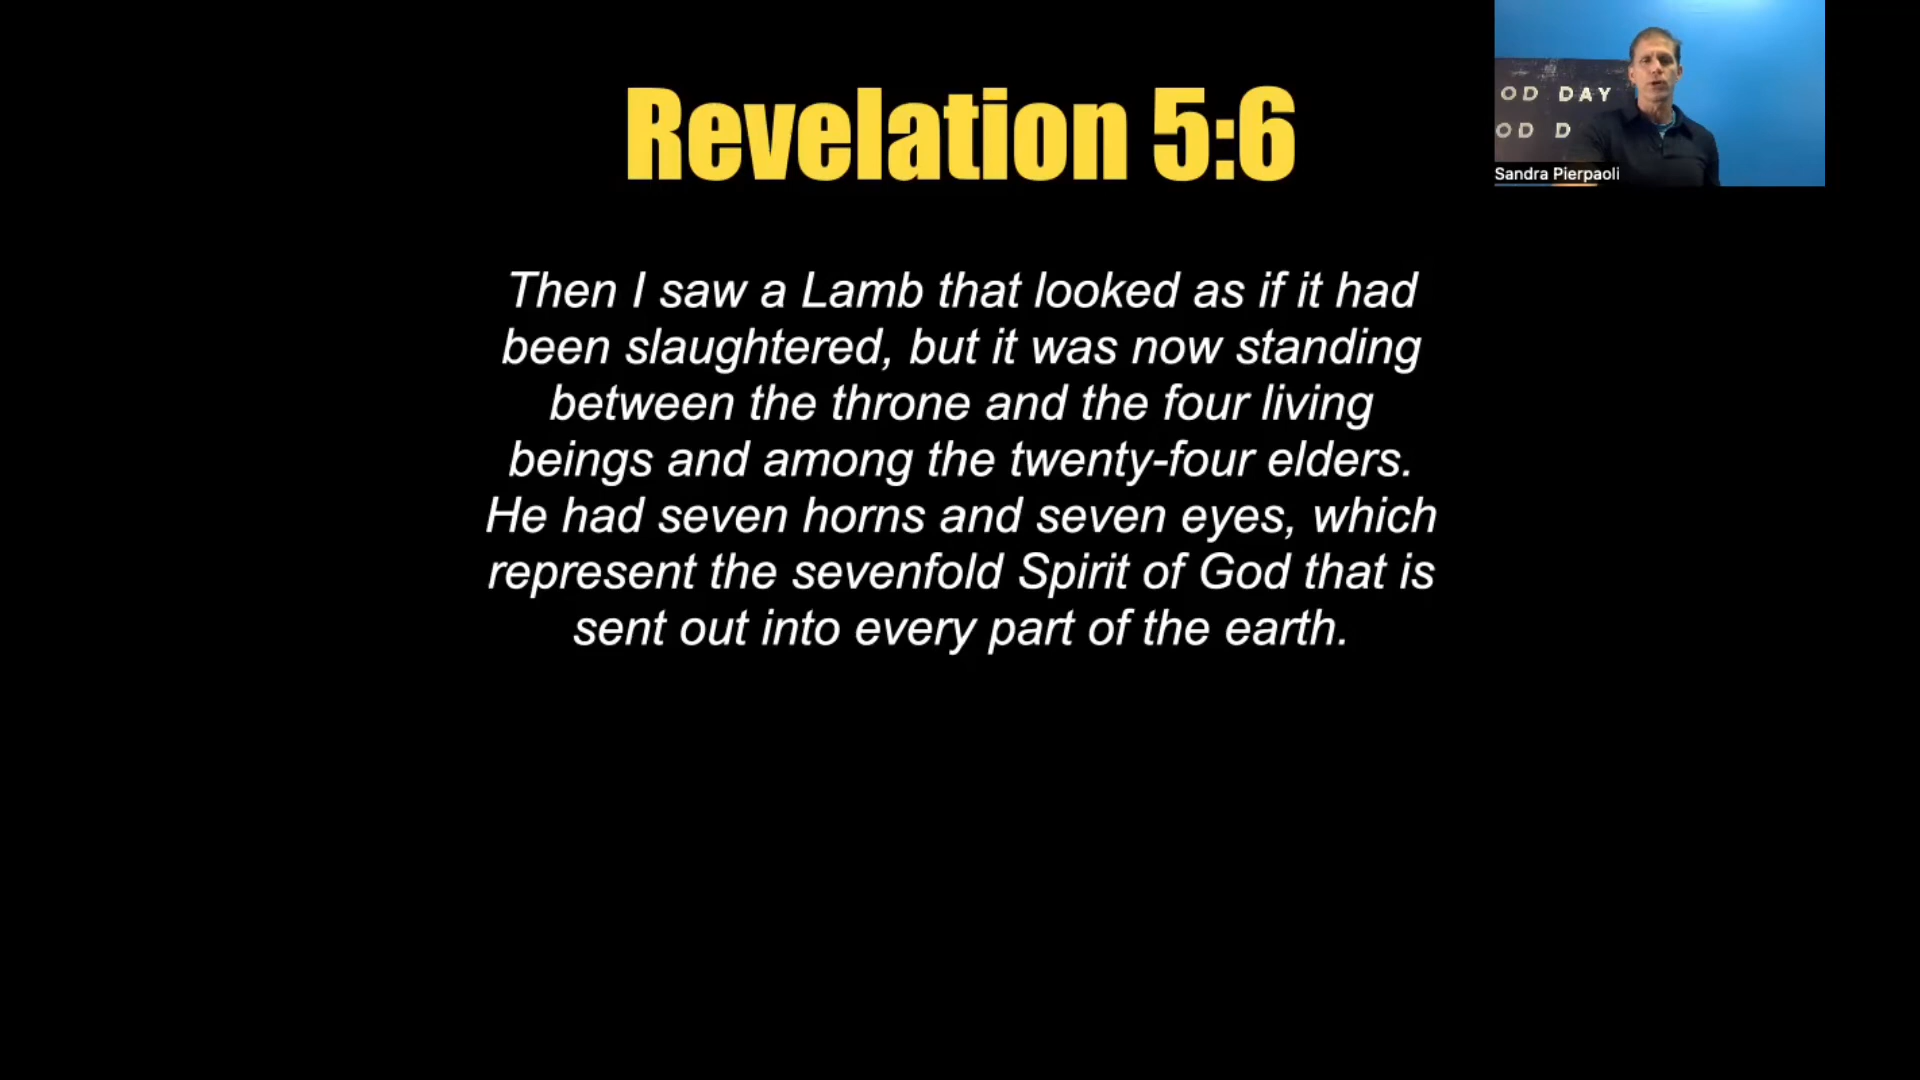 Revelation 5:6
OD DAY
OD D
Sandra Pierpaoli
Then I saw a Lamb that looked as if it had
been slaughtered, but it was now standing
between the throne and the four living
beings and among the twenty-four elders.
He had seven horns and seven eyes, which
represent the sevenfold Spirit of God that is
sent out into every part of the earth.